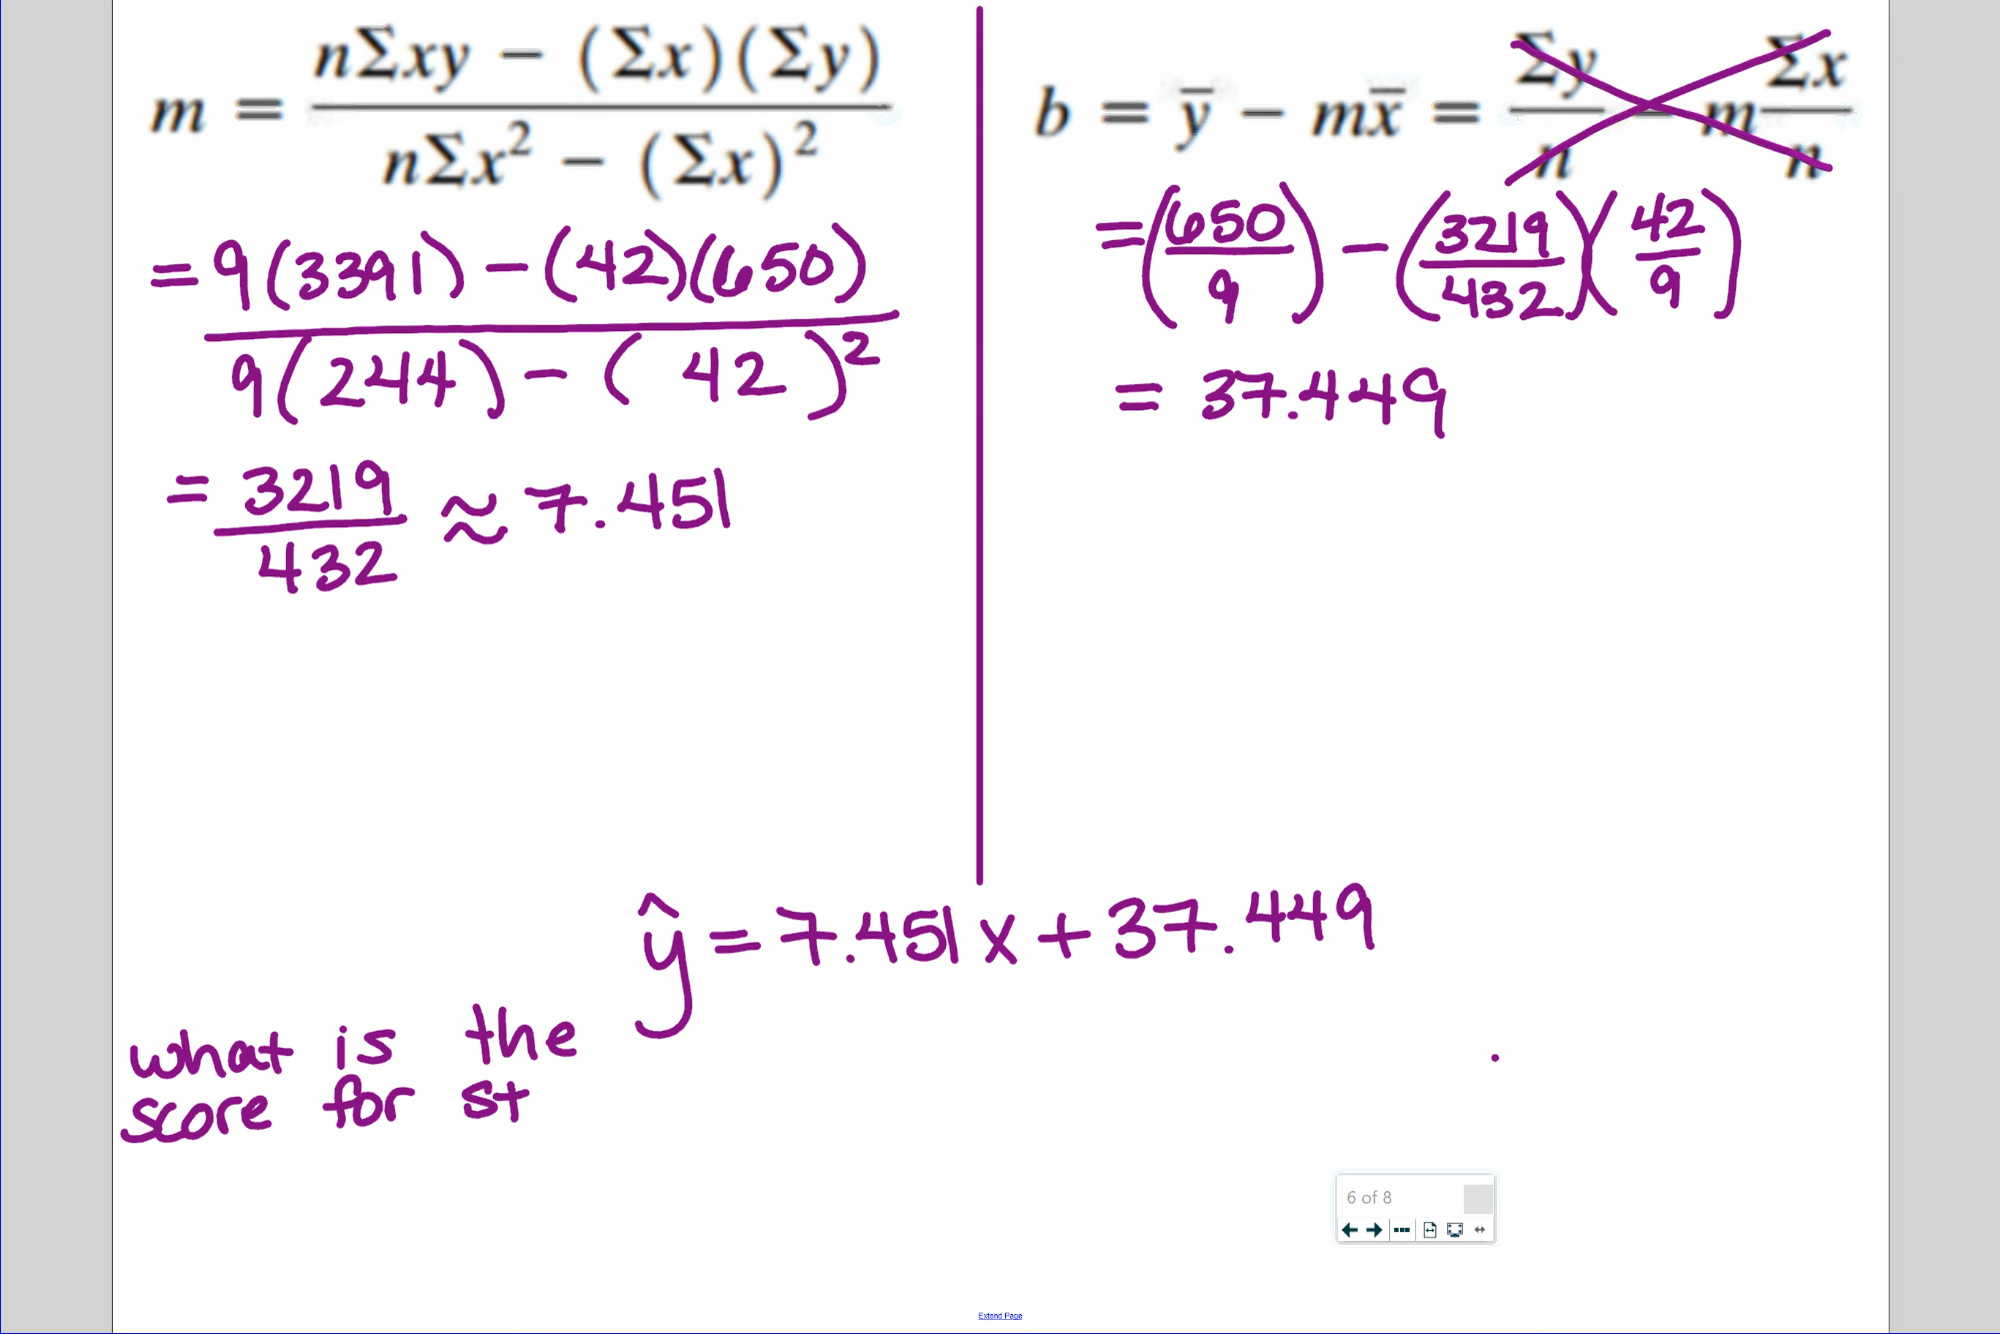 m = nΣxy − (Σx)(Σy) / nΣx² − (Σx)²
= 9(3391) − (42)(650) / 9(244) − (42)²
= 3219/432 ≈ 7.451
b = ȳ − mx̄ = Σy/n − m Σx/n
= (650/9) − (3219/432)(42/9)
= 37.449
ŷ = 7.451x + 37.449
what is the
score for st
6 of 8
Extend Page